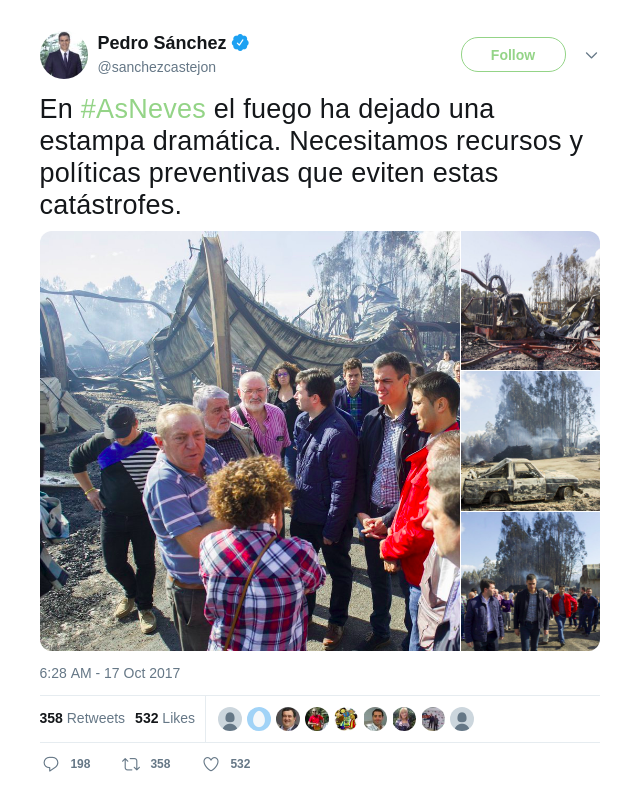 Pedro Sánchez
Follow
@sanchezcastejon
En #AsNeves el fuego ha dejado una
estampa dramática. Necesitamos recursos y
políticas preventivas que eviten estas
catástrofes.
6:28 AM - 17 Oct 2017
358 Retweets 532 Likes
198 358 532